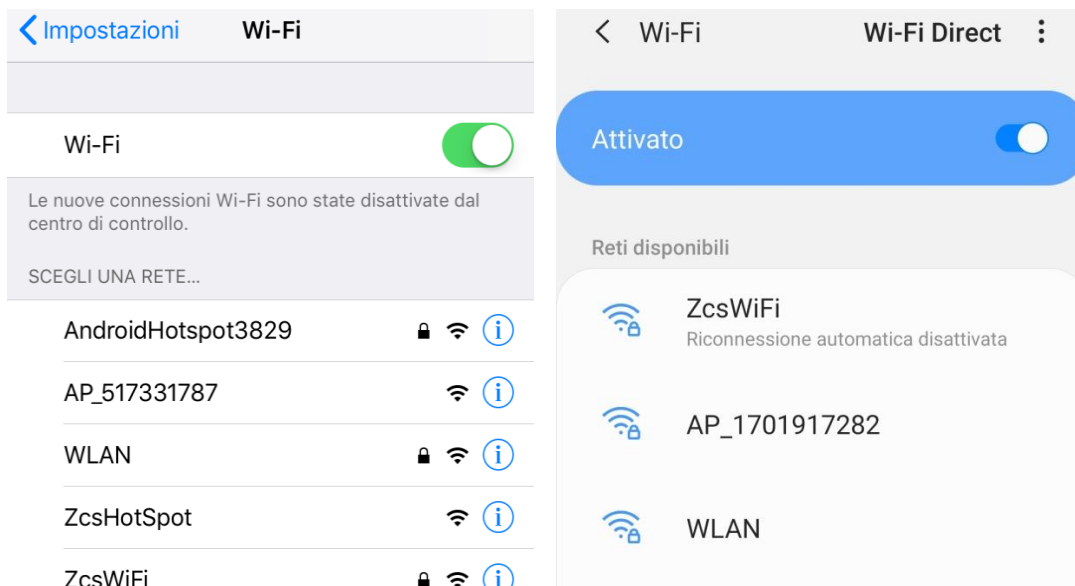 Impostazioni Wi-Fi
Wi-Fi
Le nuove connessioni Wi-Fi sono state disattivate dal
centro di controllo.
SCEGLI UNA RETE...
AndroidHotspot3829
AP_517331787
WLAN
ZcsHotSpot
ZcsWiFi
Wi-Fi Wi-Fi Direct
Attivato
Reti disponibili
ZcsWiFi
Riconnessione automatica disattivata
AP_1701917282
WLAN